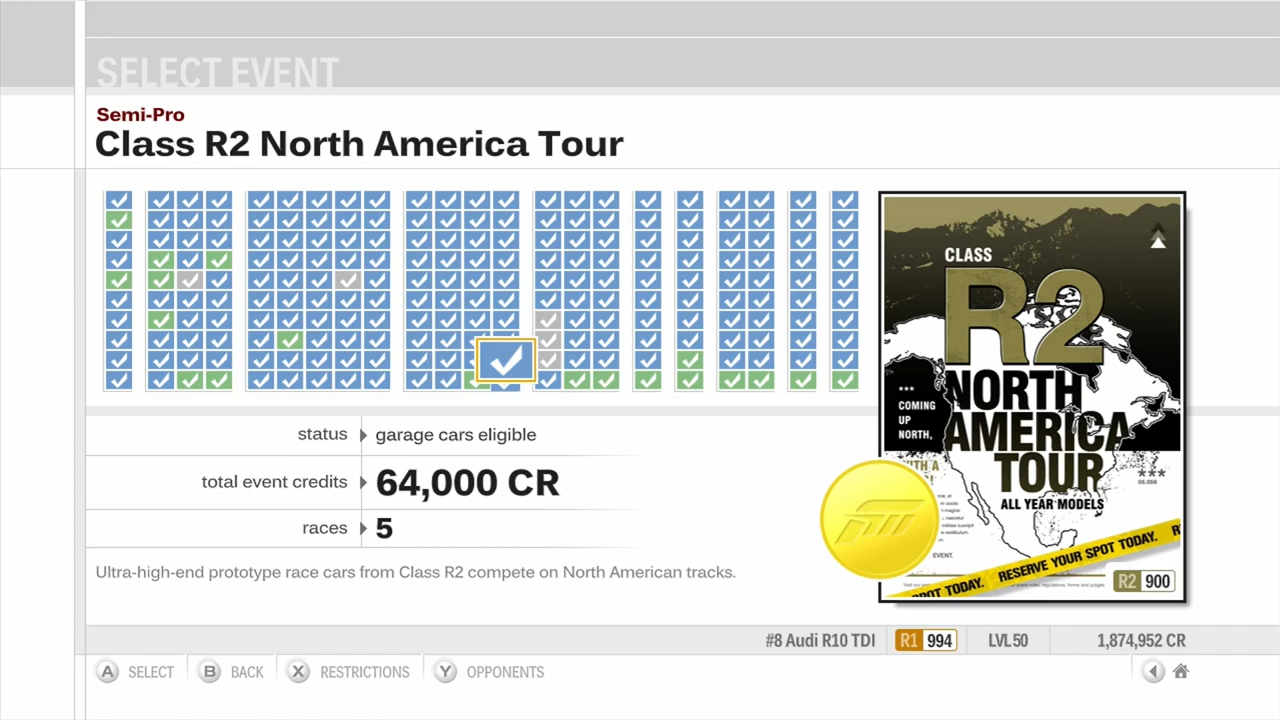 SELECT EVENT
Semi-Pro
Class R2 North America Tour
status garage cars eligible
total event credits 64,000 CR
races 5
Ultra-high-end prototype race cars from Class R2 compete on North American tracks.
CLASS
R2
NORTH
AMERICA
TOUR
ALL YEAR MODELS
***
COMING
UP
NORTH,
WITH A
***
EVENT.
SPOT TODAY. RESERVE YOUR SPOT TODAY. R
R2 900
#8 Audi R10 TDI R1 994 LVL50 1,874,952 CR
A SELECT B BACK X RESTRICTIONS Y OPPONENTS